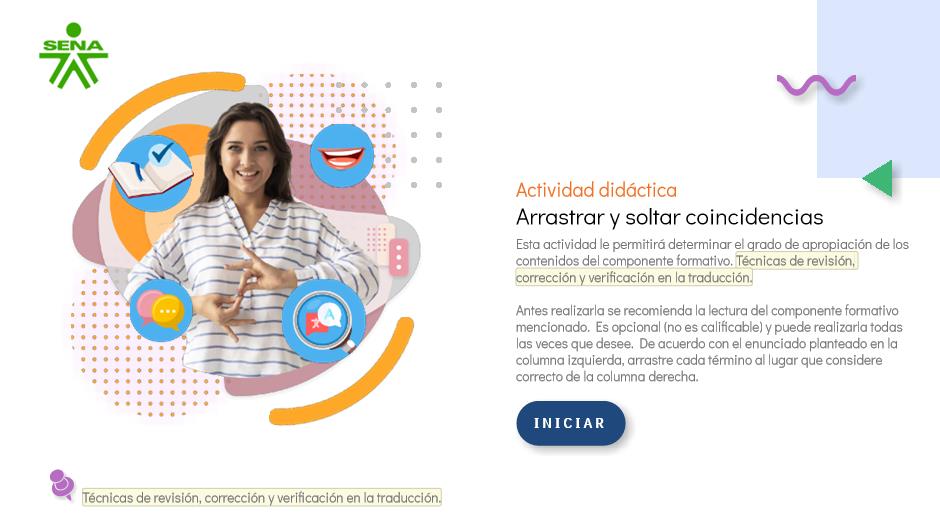 SENA
Actividad didáctica
Arrastrar y soltar coincidencias
Esta actividad le permitirá determinar el grado de apropiación de los
contenidos del componente formativo. Técnicas de revisión,
corrección y verificación en la traducción.
Antes realizarla se recomienda la lectura del componente formativo
mencionado. Es opcional (no es calificable) y puede realizarla todas
las veces que desee. De acuerdo con el enunciado planteado en la
columna izquierda, arrastre cada término al lugar que considere
correcto de la columna derecha.
INICIAR
Técnicas de revisión, corrección y verificación en la traducción.